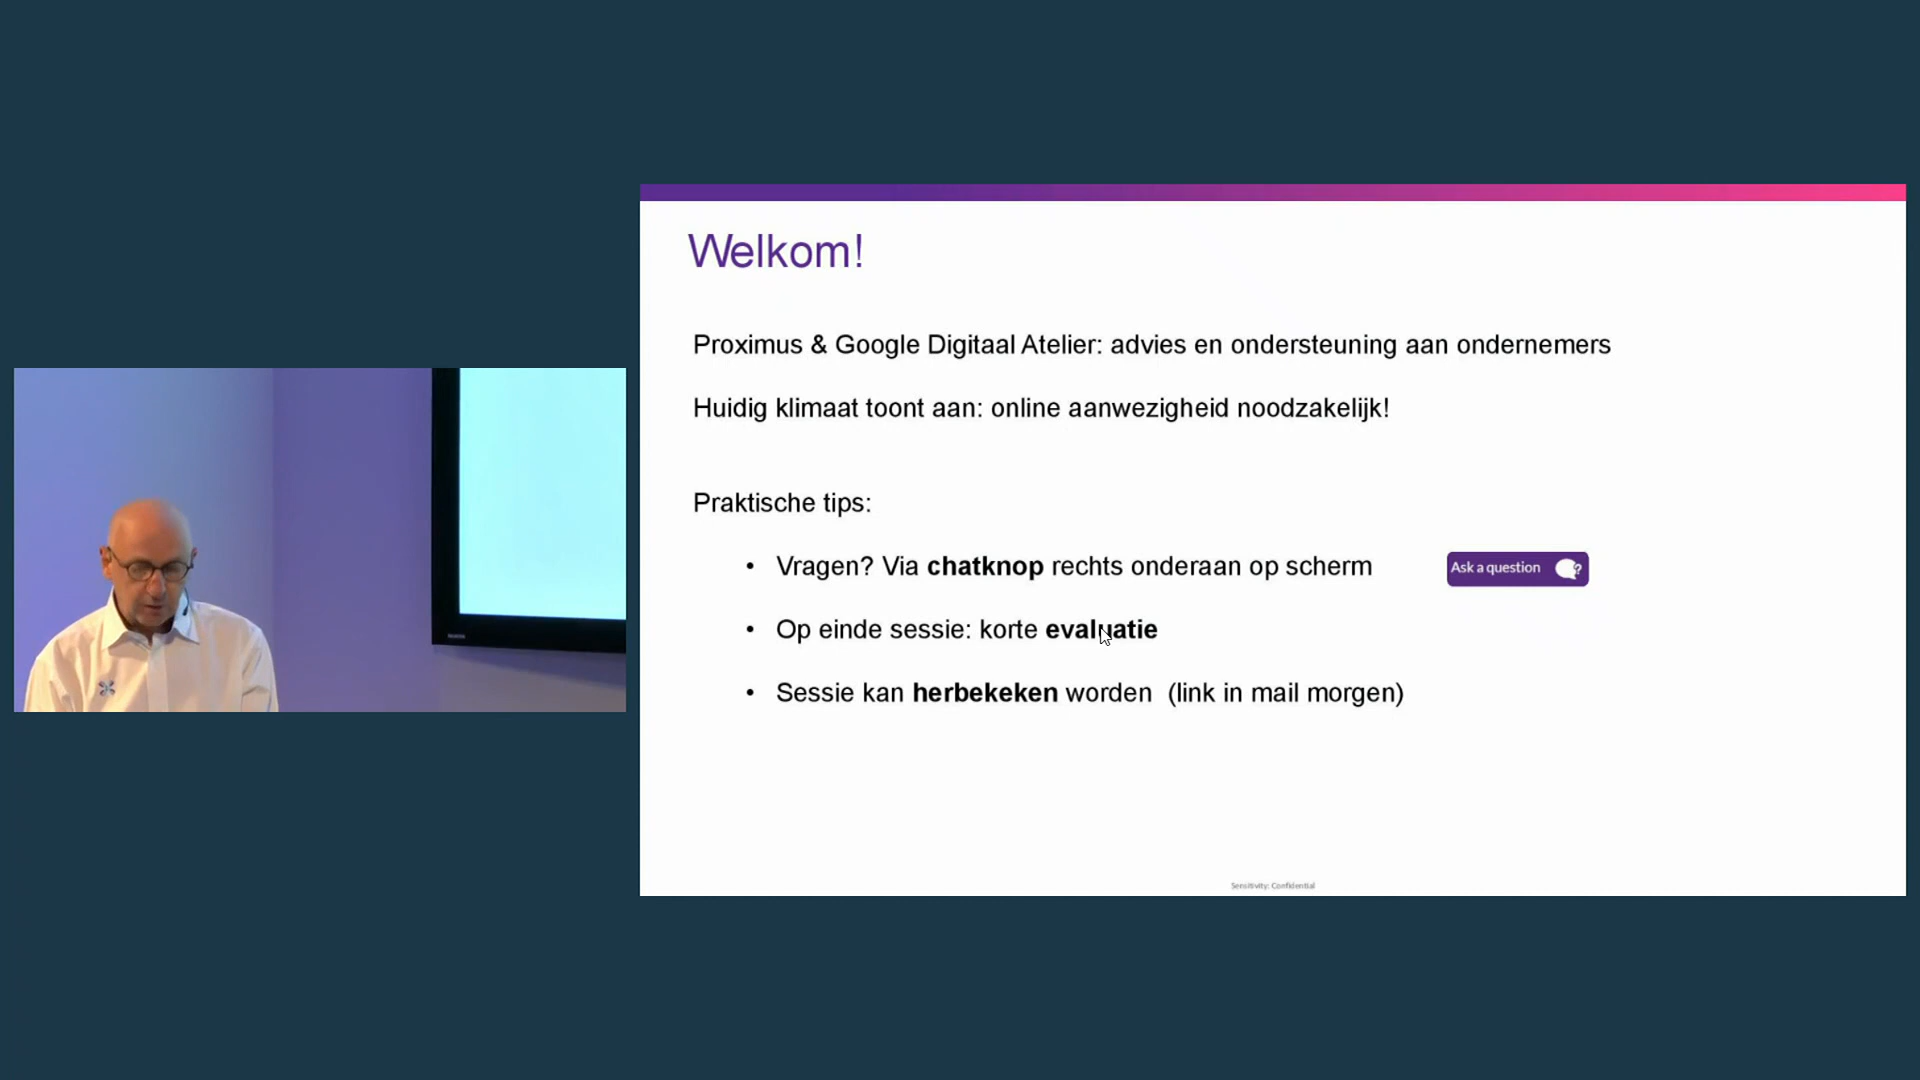 Welkom!
Proximus & Google Digitaal Atelier: advies en ondersteuning aan ondernemers
Huidig klimaat toont aan: online aanwezigheid noodzakelijk!
Praktische tips:
• Vragen? Via chatknop rechts onderaan op scherm
Ask a question
• Op einde sessie: korte evaluatie
• Sessie kan herbekeken worden (link in mail morgen)
Sensitivity: Confidential